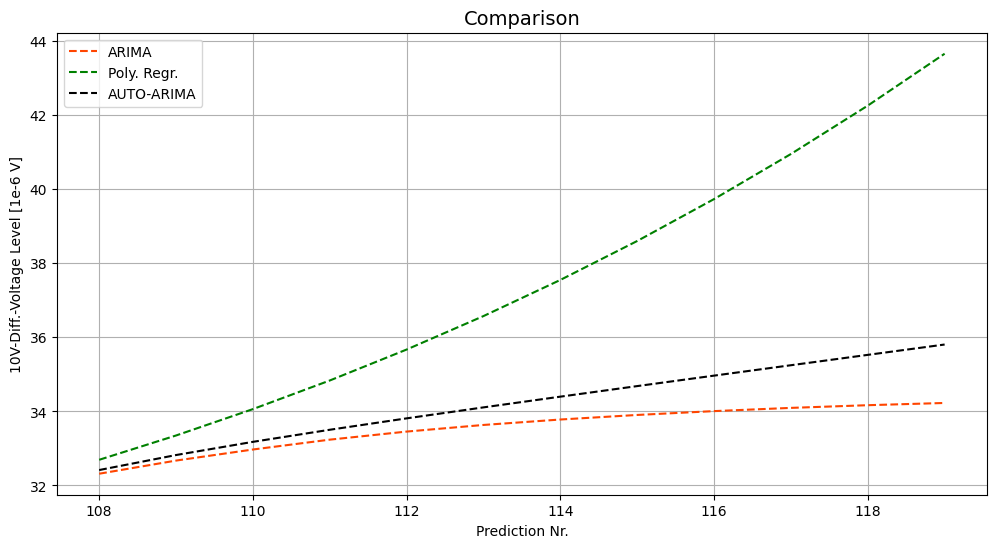 Comparison
ARIMA
Poly. Regr.
AUTO-ARIMA
10V-Diff.-Voltage Level [1e-6 V]
44
42
40
38
36
34
32
108 110 112 114 116 118
Prediction Nr.